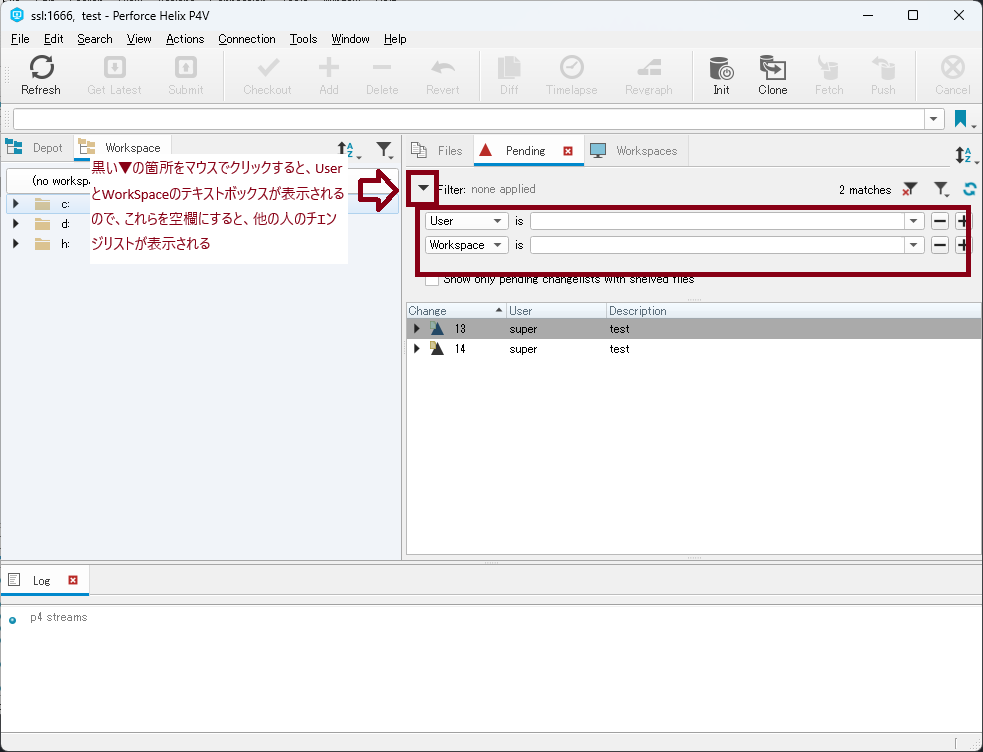 ssl:1666, test - Perforce Helix P4V
File Edit Search View Actions Connection Tools Window Help
Refresh Get Latest Submit Checkout Add Delete Revert Diff Timelapse Revgraph Init Clone Fetch Push Cancel
Depot Workspace
(no worksp
c:
d:
h:
黒い▼の箇所をマウスでクリックすると、User
とWorkSpaceのテキストボックスが表示される
ので、これらを空欄にすると、他の人のチェン
ジリストが表示される
Files Pending Workspaces
Filter: none applied 2 matches
User is
Workspace is
Show only pending changelists with shelved files
Change User Description
13 super test
14 super test
Log
p4 streams